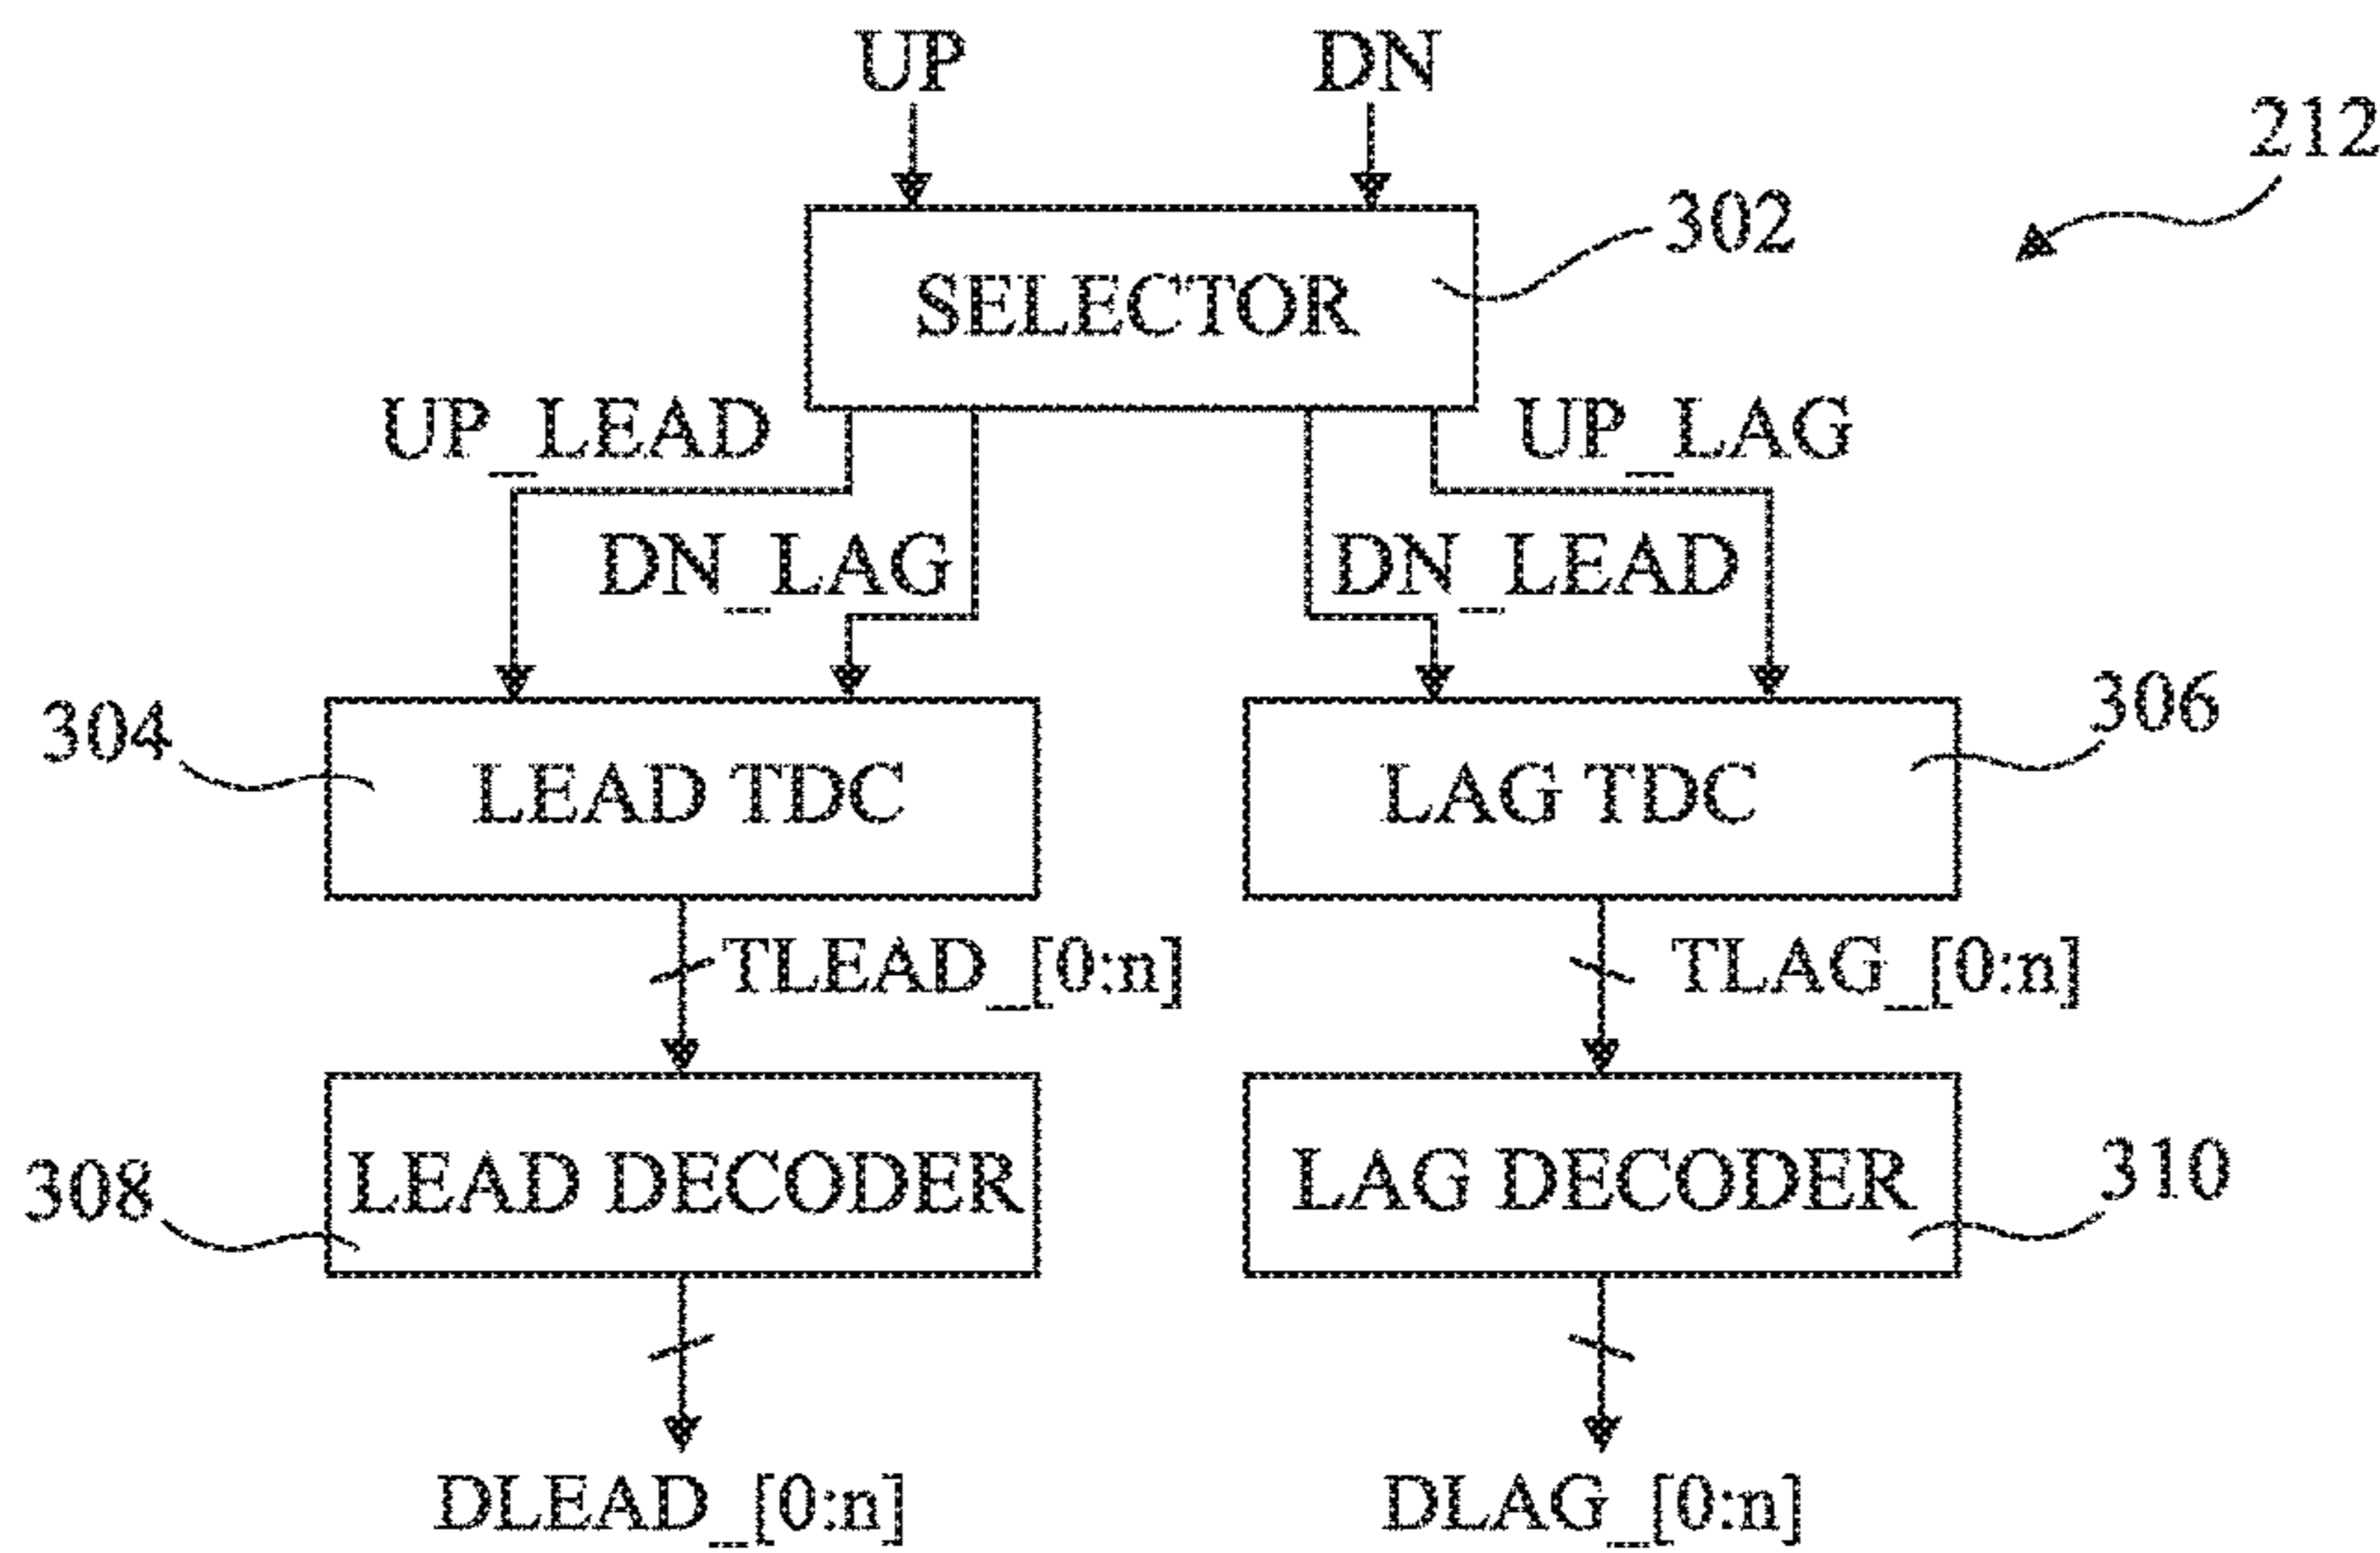 UP
DN
212
302
SELECTOR
UP_LEAD
UP_LAG
DN_LAG
DN_LEAD
304
306
LEAD TDC
LAG TDC
TLEAD_[0:n]
TLAG_[0:n]
308
LEAD DECODER
LAG DECODER
310
DLEAD_[0:n]
DLAG_[0:n]